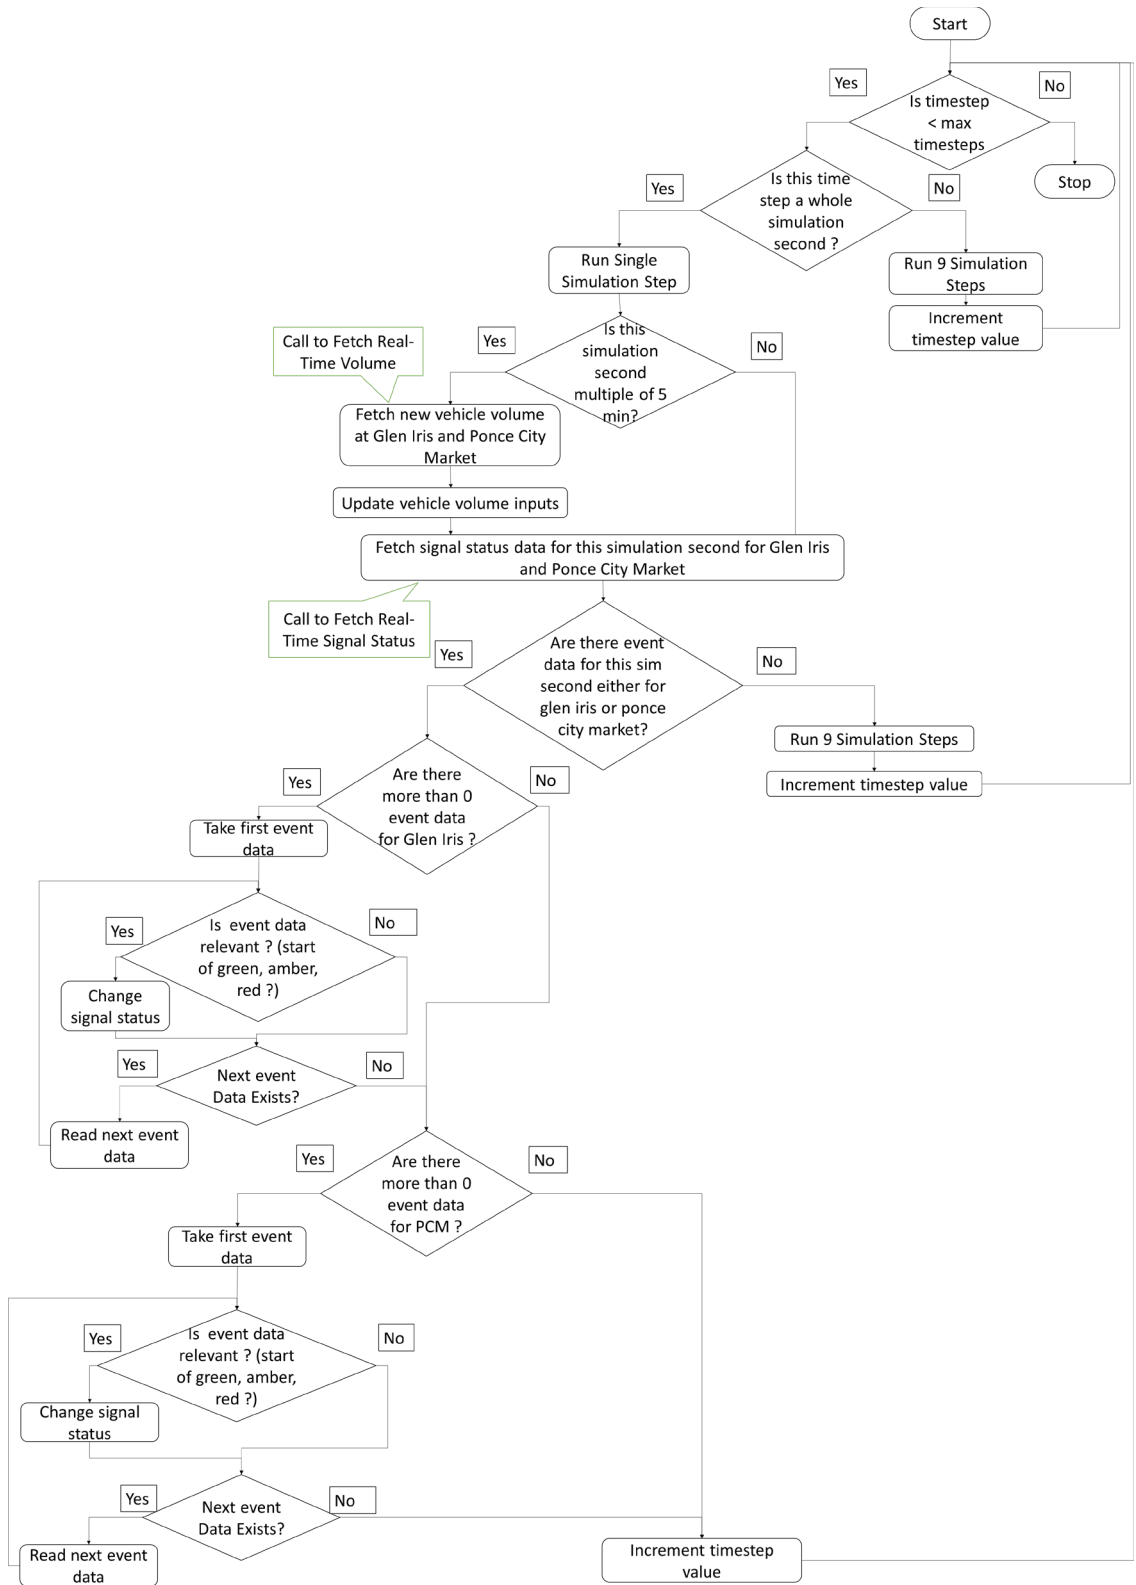 Start
Yes
No
Is timestep
< max
timesteps
Stop
Yes
No
Is this time
step a whole
simulation
second ?
Run Single
Simulation Step
Run 9 Simulation
Steps
Increment
timestep value
Call to Fetch Real-
Time Volume
Yes
No
Is this
simulation
second
multiple of 5
min?
Fetch new vehicle volume
at Glen Iris and Ponce City
Market
Update vehicle volume inputs
Fetch signal status data for this simulation second for Glen Iris
and Ponce City Market
Call to Fetch Real-
Time Signal Status
Yes
No
Are there event
data for this sim
second either for
glen iris or ponce
city market?
Run 9 Simulation Steps
Increment timestep value
Yes
No
Are there
more than 0
event data
for Glen Iris ?
Take first event
data
Yes
No
Is event data
relevant ? (start
of green, amber,
red ?)
Change
signal status
Yes
No
Next event
Data Exists?
Read next event
data
Yes
No
Are there
more than 0
event data
for PCM ?
Take first event
data
Yes
No
Is event data
relevant ? (start
of green, amber,
red ?)
Change signal
status
Yes
No
Next event
Data Exists?
Read next event
data
Increment timestep
value